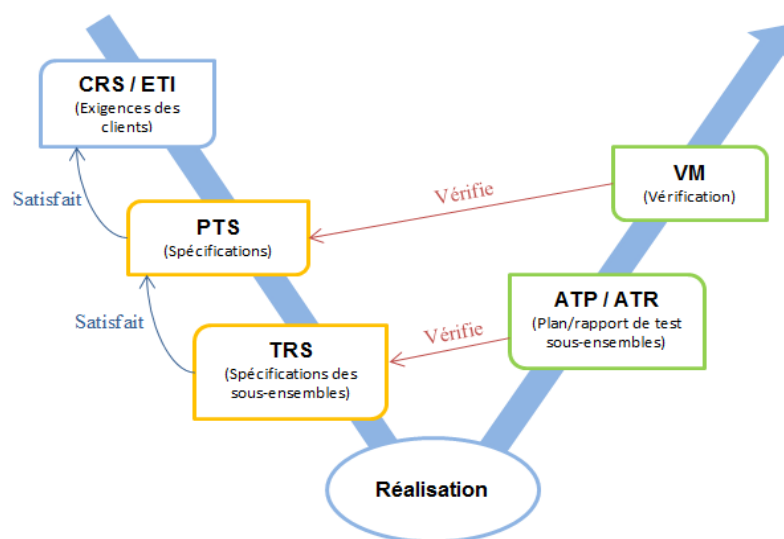 CRS / ETI
(Exigences des
clients)
Satisfait
PTS
(Spécifications)
Vérifie
VM
(Vérification)
Satisfait
TRS
(Spécifications des
sous-ensembles)
Vérifie
ATP / ATR
(Plan/rapport de test
sous-ensembles)
Réalisation